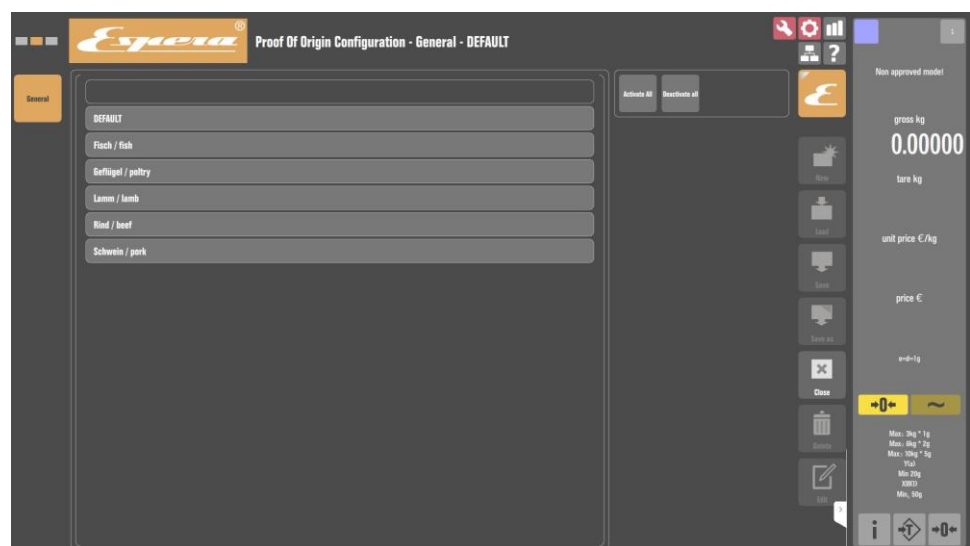 Espera®
Proof Of Origin Configuration - General - DEFAULT
?
1
General
Activate All
Deactivate all
E
DEFAULT
Fisch / fish
Geflügel / poltry
Lamm / lamb
Rind / beef
Schwein / pork
New
Load
Save
Save as
Close
Delete
Edit
Non approved mode!
gross kg
0.00000
tare kg
unit price €/kg
price €
e=d=1g
→0←
~
Max: 3kg * 1g
Max: 6kg * 2g
Max: 10kg * 5g
Min 20g
Min, 50g
i
T
→0←